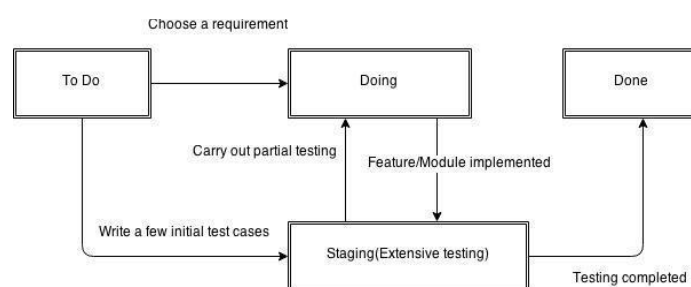 Choose a requirement
To Do
Doing
Done
Carry out partial testing
Feature/Module implemented
Write a few initial test cases
Staging(Extensive testing)
Testing completed